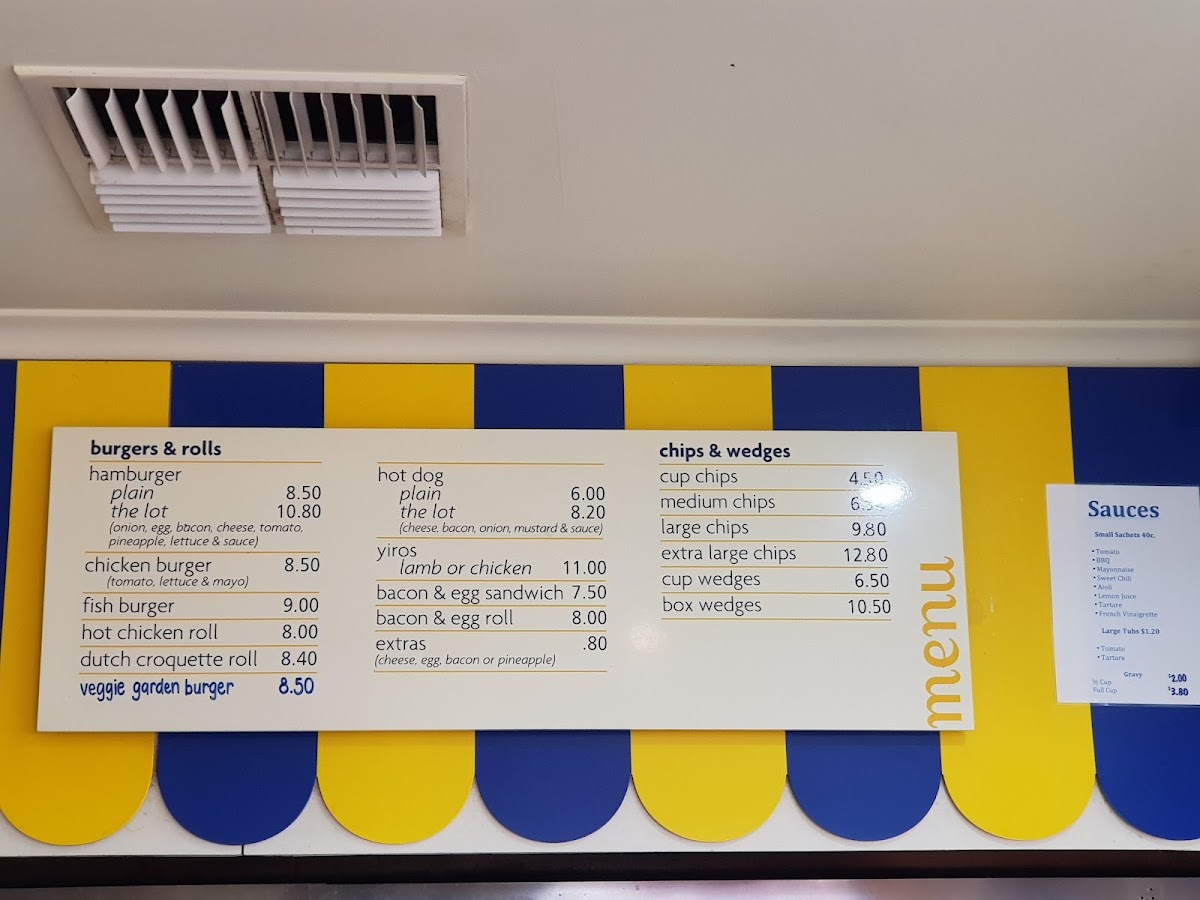 burgers & rolls
hamburger
plain 8.50
the lot 10.80
(onion, egg, bacon, cheese, tomato,
pineapple, lettuce & sauce)
chicken burger 8.50
(tomato, lettuce & mayo)
fish burger 9.00
hot chicken roll 8.00
dutch croquette roll 8.40
veggie garden burger 8.50
hot dog
plain 6.00
the lot 8.20
(cheese, bacon, onion, mustard & sauce)
yiros
lamb or chicken 11.00
bacon & egg sandwich 7.50
bacon & egg roll 8.00
extras .80
(cheese, egg, bacon or pineapple)
chips & wedges
cup chips 4.50
medium chips
large chips 9.80
extra large chips 12.80
cup wedges 6.50
box wedges 10.50
menu
Sauces
Small Sachets 40c.
• Tomato
• BBQ
• Mayonnaise
• Sweet Chili
• Aioli
• Lemon Juice
• Tartare
• French Vinaigrette
Large Tubs $1.20
• Tomato
• Tartare
Gravy
½ Cup $2.00
Full Cup $3.80